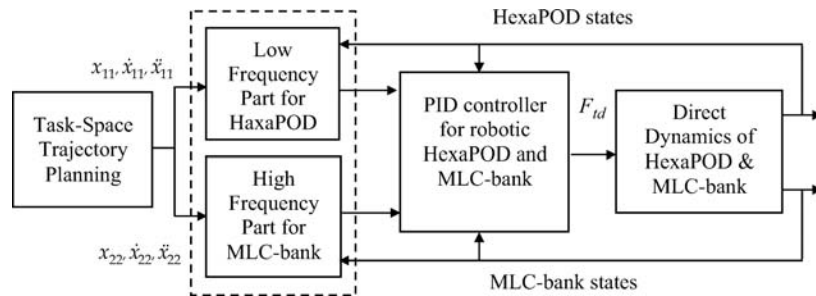 HexaPOD states
x₁₁, ẋ₁₁, ẍ₁₁
Low
Frequency
Part for
HaxaPOD
Task-Space
Trajectory
Planning
PID controller
for robotic
HexaPOD and
MLC-bank
F_td
Direct
Dynamics of
HexaPOD &
MLC-bank
High
Frequency
Part for
MLC-bank
x₂₂, ẋ₂₂, ẍ₂₂
MLC-bank states